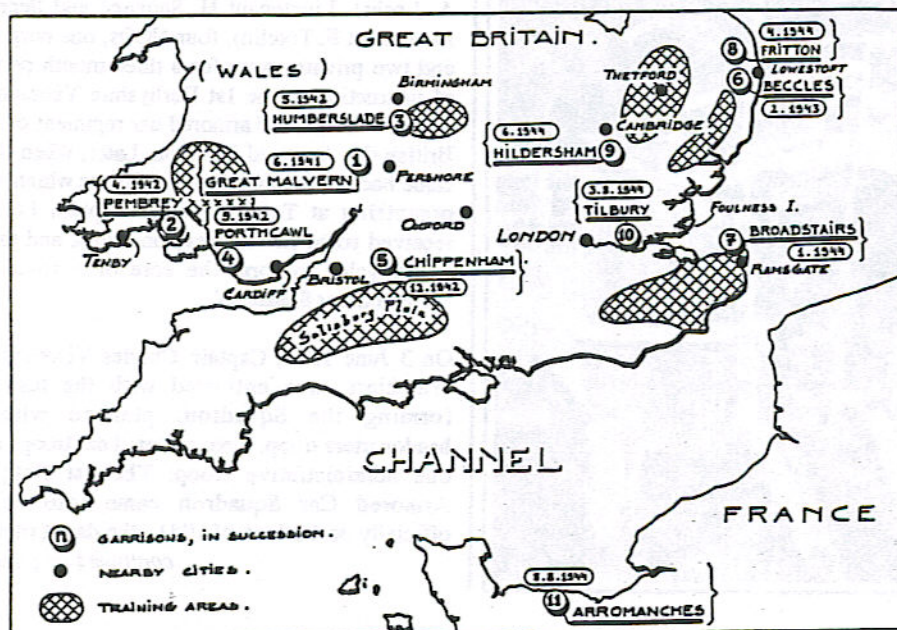 GREAT BRITAIN.
WALES
4.1944
8
FRITTON
LOWESTOFT
6
BECCLES
2.1943
BIRMINGHAM
5.1942
HUMBERSLADE
3
THETFORD
CAMBRIDGE
6.1944
HILDERSHAM
9
6.1941
1
GREAT MALVERN
PERSHORE
4.1942
PEMBREY
xxxxx
2
TENBY
9.1942
PORTHCAWL
4
CARDIFF
OXFORD
BRISTOL
5
CHIPPENHAM
12.1942
Salisbury Plain
3.8.1944
TILBURY
LONDON
10
FOULNESS I.
7
BROADSTAIRS
1.1944
RAMSGATE
CHANNEL
FRANCE
n GARRISONS, IN SUCCESSION.
NEARBY CITIES.
TRAINING AREAS.
8.8.1944
11
ARROMANCHES